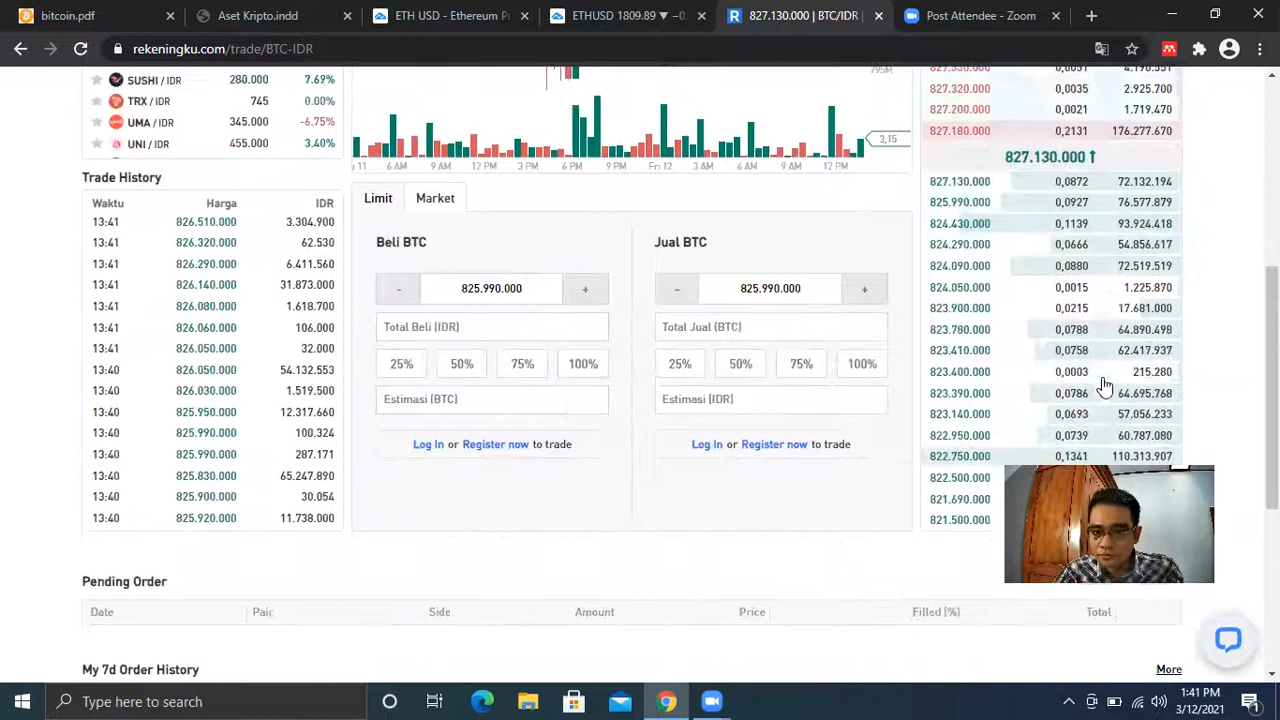 bitcoin.pdf
Aset Kripto.indd
ETH USD - Ethereum P
ETHUSD 1809.89 ▼ −0.
827.130.000 | BTC/IDR
Post Attendee - Zoom
rekeningku.com/trade/BTC-IDR
SUSHI / IDR 280.000 7.69%
TRX / IDR 745 0.00%
UMA / IDR 345.000 -6.75%
UNI / IDR 455.000 3.40%
Trade History
Waktu Harga IDR
13:41 826.510.000 3.304.900
13:41 826.320.000 62.530
13:41 826.290.000 6.411.560
13:41 826.140.000 31.873.000
13:41 826.080.000 1.618.700
13:41 826.060.000 106.000
13:41 826.050.000 32.000
13:40 826.050.000 54.132.553
13:40 826.030.000 1.519.500
13:40 825.950.000 12.317.660
13:40 825.990.000 100.324
13:40 825.990.000 287.171
13:40 825.830.000 65.247.890
13:40 825.900.000 30.054
13:40 825.920.000 11.738.000
795M
3,15
11 6 AM 9 AM 12 PM 3 PM 6 PM 9 PM Fri 12 3 AM 6 AM 9 AM 12 PM
Limit Market
Beli BTC
- 825.990.000 +
Total Beli (IDR)
25% 50% 75% 100%
Estimasi (BTC)
Log In or Register now to trade
Jual BTC
- 825.990.000 +
Total Jual (BTC)
25% 50% 75% 100%
Estimasi (IDR)
Log In or Register now to trade
827.330.000 0,0051 4.190.551
827.320.000 0,0035 2.925.700
827.200.000 0,0021 1.719.470
827.180.000 0,2131 176.277.670
827.130.000 ↑
827.130.000 0,0872 72.132.194
825.990.000 0,0927 76.577.879
824.430.000 0,1139 93.924.418
824.290.000 0,0666 54.856.617
824.090.000 0,0880 72.519.519
824.050.000 0,0015 1.225.870
823.900.000 0,0215 17.681.000
823.780.000 0,0788 64.890.498
823.410.000 0,0758 62.417.937
823.400.000 0,0003 215.280
823.390.000 0,0786 64.695.768
823.140.000 0,0693 57.056.233
822.950.000 0,0739 60.787.080
822.750.000 0,1341 110.313.907
822.500.000
821.690.000
821.500.000
Pending Order
Date Paic Side Amount Price Filled (%) Total
My 7d Order History More
Type here to search
1:41 PM
3/12/2021
1